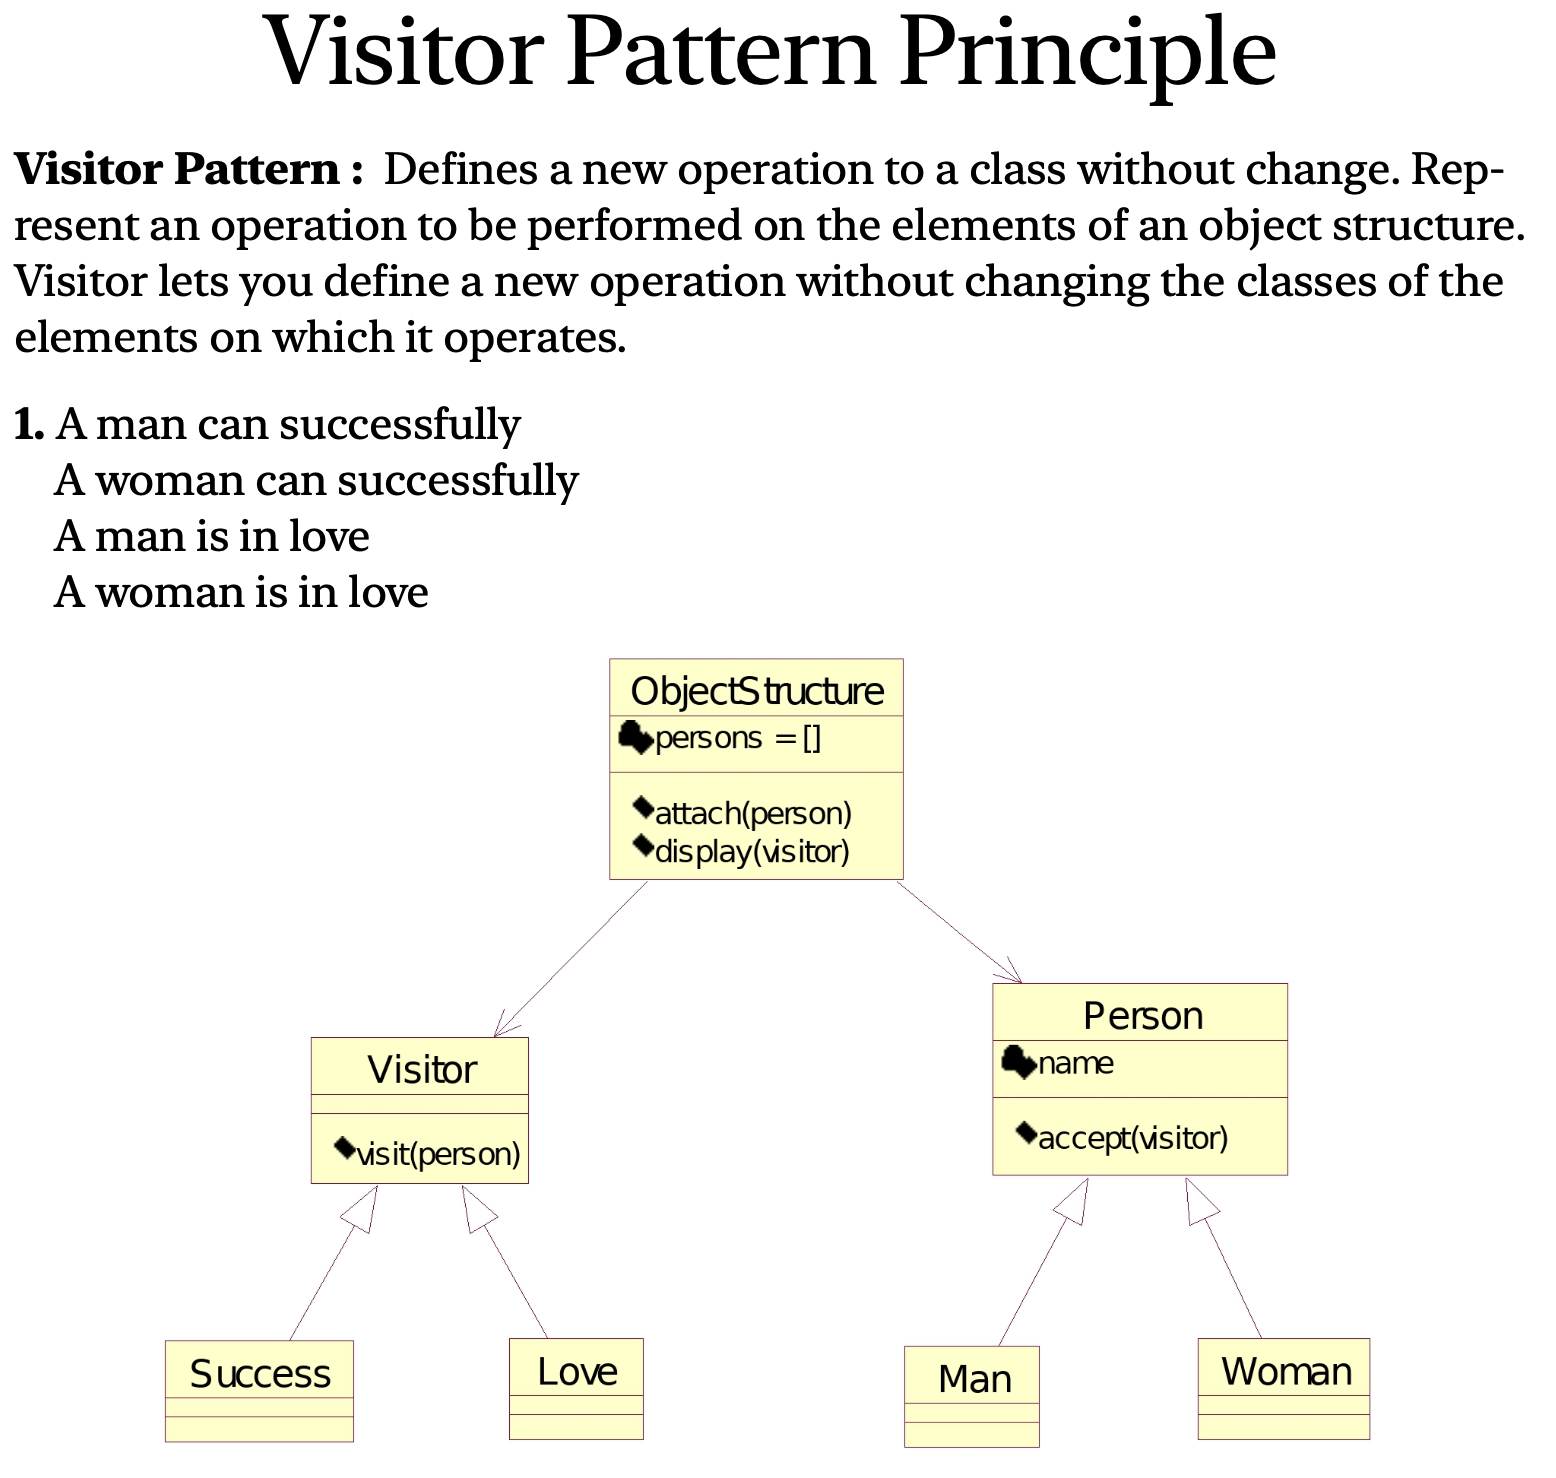 Visitor Pattern Principle
Visitor Pattern : Defines a new operation to a class without change. Rep-
resent an operation to be performed on the elements of an object structure.
Visitor lets you define a new operation without changing the classes of the
elements on which it operates.
1. A man can successfully
A woman can successfully
A man is in love
A woman is in love
ObjectStructure
persons = []
attach(person)
display(visitor)
Person
name
accept(visitor)
Visitor
visit(person)
Success
Love
Man
Woman